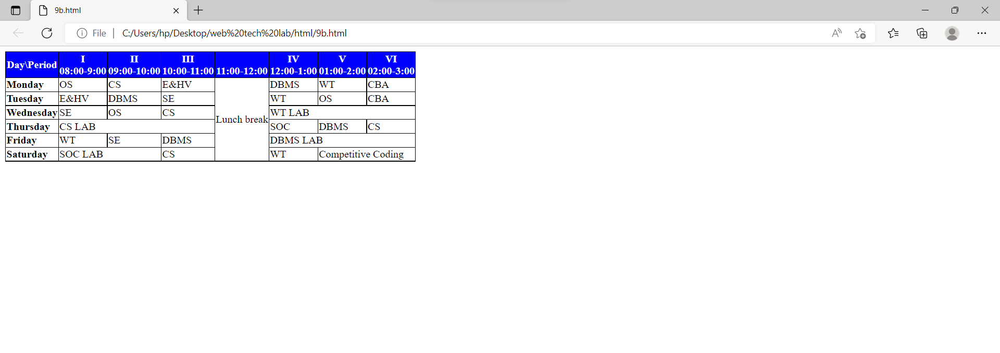 9b.html
File C:/Users/hp/Desktop/web%20tech%20lab/html/9b.html
Day\Period I II III IV V VI
08:00-9:00 09:00-10:00 10:00-11:00 11:00-12:00 12:00-1:00 01:00-2:00 02:00-3:00
Monday OS CS E&HV DBMS WT CBA
Tuesday E&HV DBMS SE WT OS CBA
Wednesday SE OS CS WT LAB
Lunch break
Thursday CS LAB SOC DBMS CS
Friday WT SE DBMS DBMS LAB
Saturday SOC LAB CS WT Competitive Coding